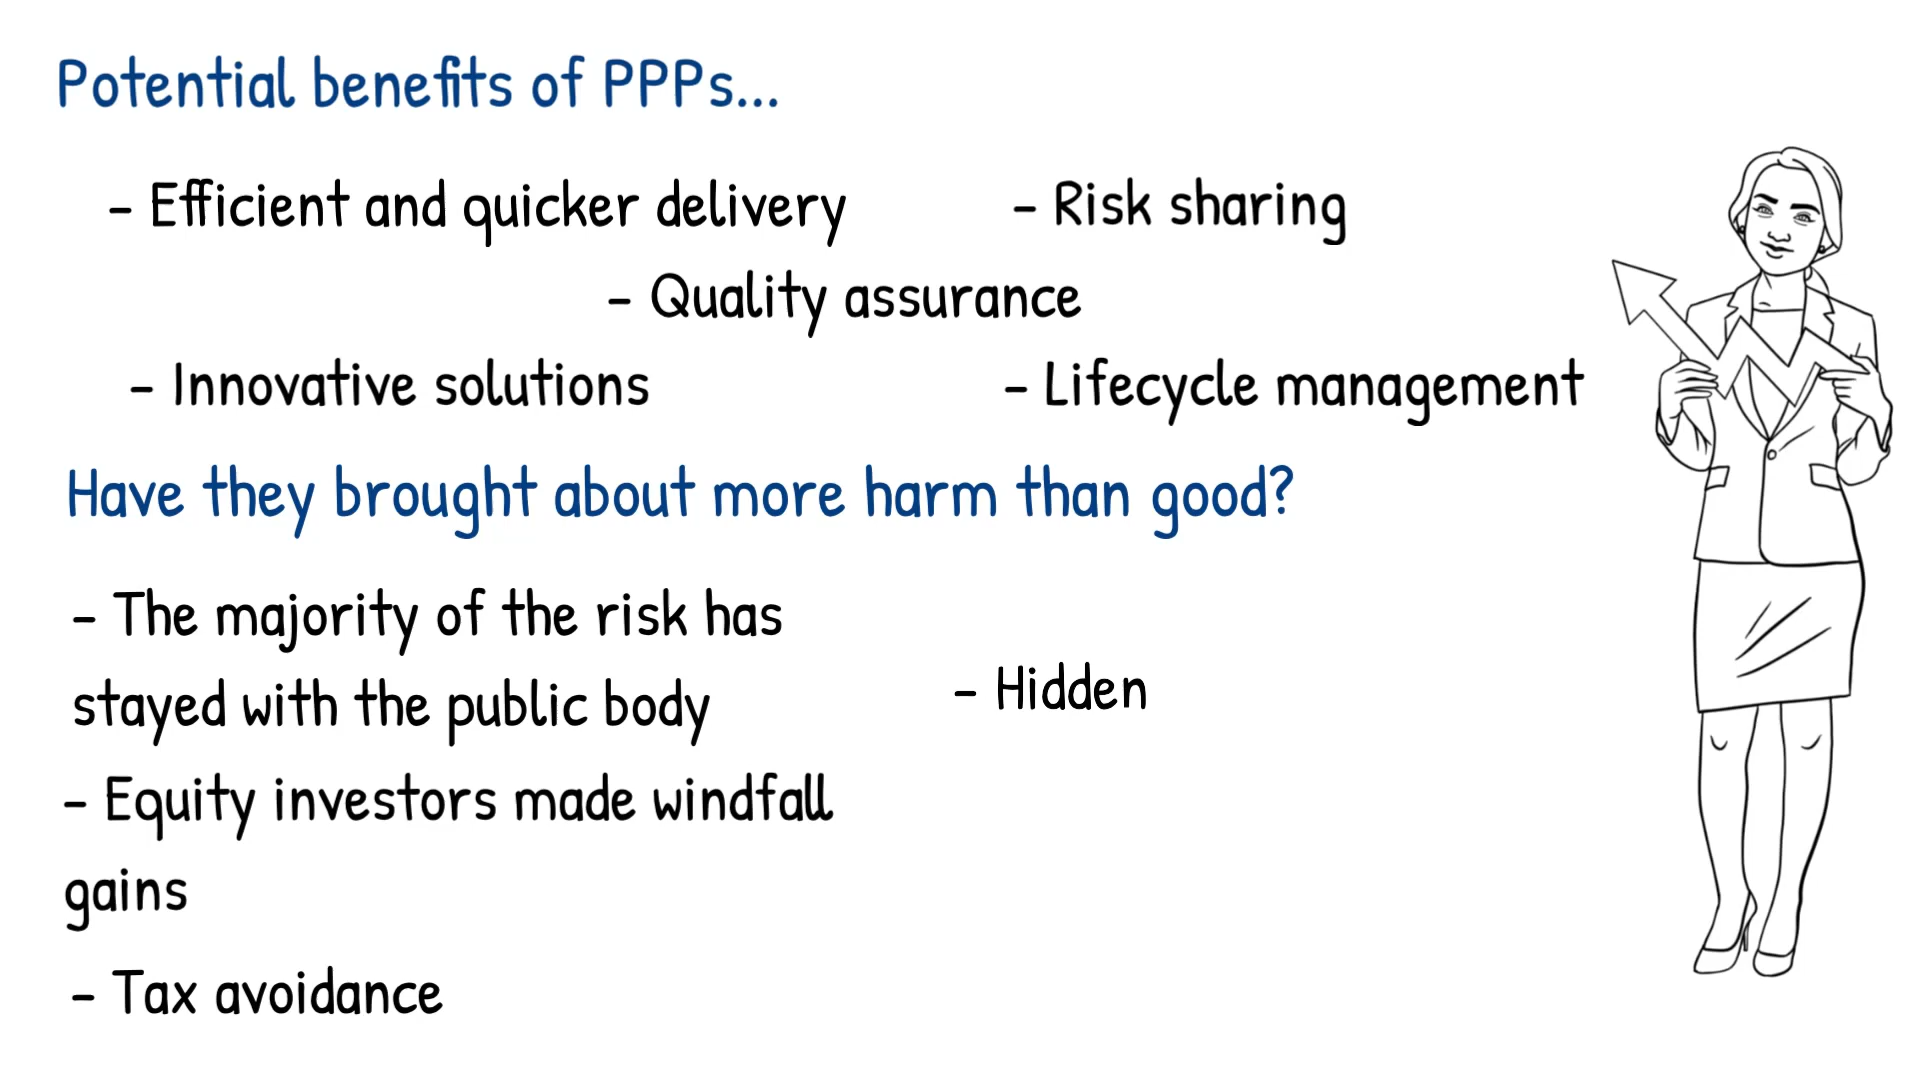 Potential benefits of PPPs...
- Efficient and quicker delivery
- Risk sharing
- Quality assurance
- Innovative solutions
- Lifecycle management
Have they brought about more harm than good?
- The majority of the risk has
stayed with the public body
- Hidden
- Equity investors made windfall
gains
- Tax avoidance